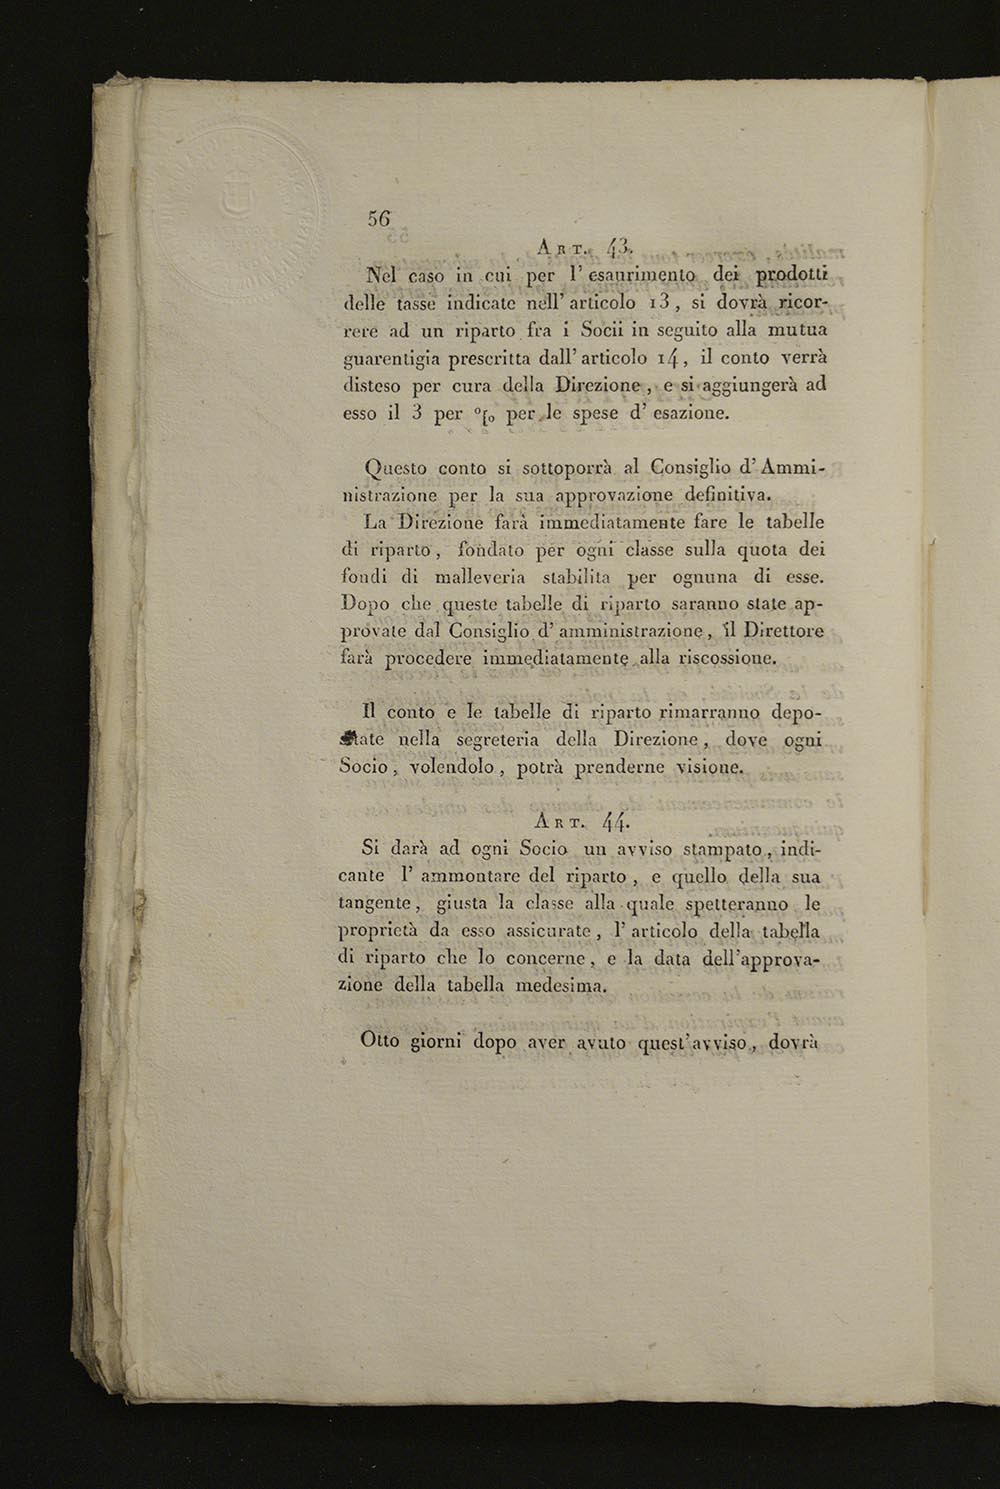 56
ART. 43.
Nel caso in cui per l' esaurimento dei prodotti
delle tasse indicate nell' articolo 13, si dovrà ricor-
rere ad un riparto fra i Socii in seguito alla mutua
guarentigia prescritta dall' articolo 14, il conto verrà
disteso per cura della Direzione, e si aggiungerà ad
esso il 3 per % per le spese d' esazione.
Questo conto si sottoporrà al Consiglio d' Ammi-
nistrazione per la sua approvazione definitiva.
La Direzione farà immediatamente fare le tabelle
di riparto, fondato per ogni classe sulla quota dei
fondi di malleveria stabilita per ognuna di esse.
Dopo che queste tabelle di riparto saranno state ap-
provate dal Consiglio d' amministrazione, il Direttore
farà procedere immediatamente alla riscossione.
Il conto e le tabelle di riparto rimarranno depo-
state nella segreteria della Direzione, dove ogni
Socio, volendolo, potrà prenderne visione.
ART. 44.
Si darà ad ogni Socio un avviso stampato, indi-
cante l' ammontare del riparto, e quello della sua
tangente, giusta la classe alla quale spetteranno le
proprietà da esso assicurate, l' articolo della tabella
di riparto che lo concerne, e la data dell'approva-
zione della tabella medesima.
Otto giorni dopo aver avuto quest'avviso, dovrà